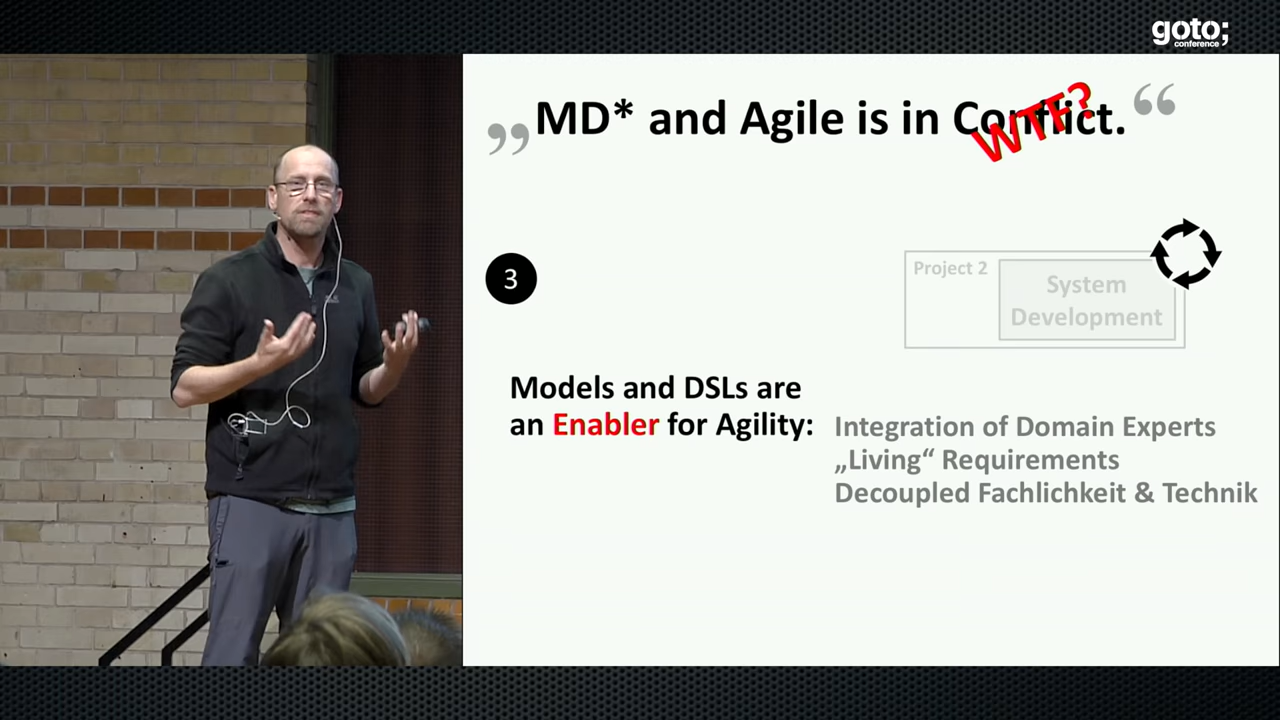 goto;
conference
„MD* and Agile is in Conflict.“
WTF?
3
Project 2
System
Development
Models and DSLs are
an Enabler for Agility:
Integration of Domain Experts
„Living“ Requirements
Decoupled Fachlichkeit & Technik